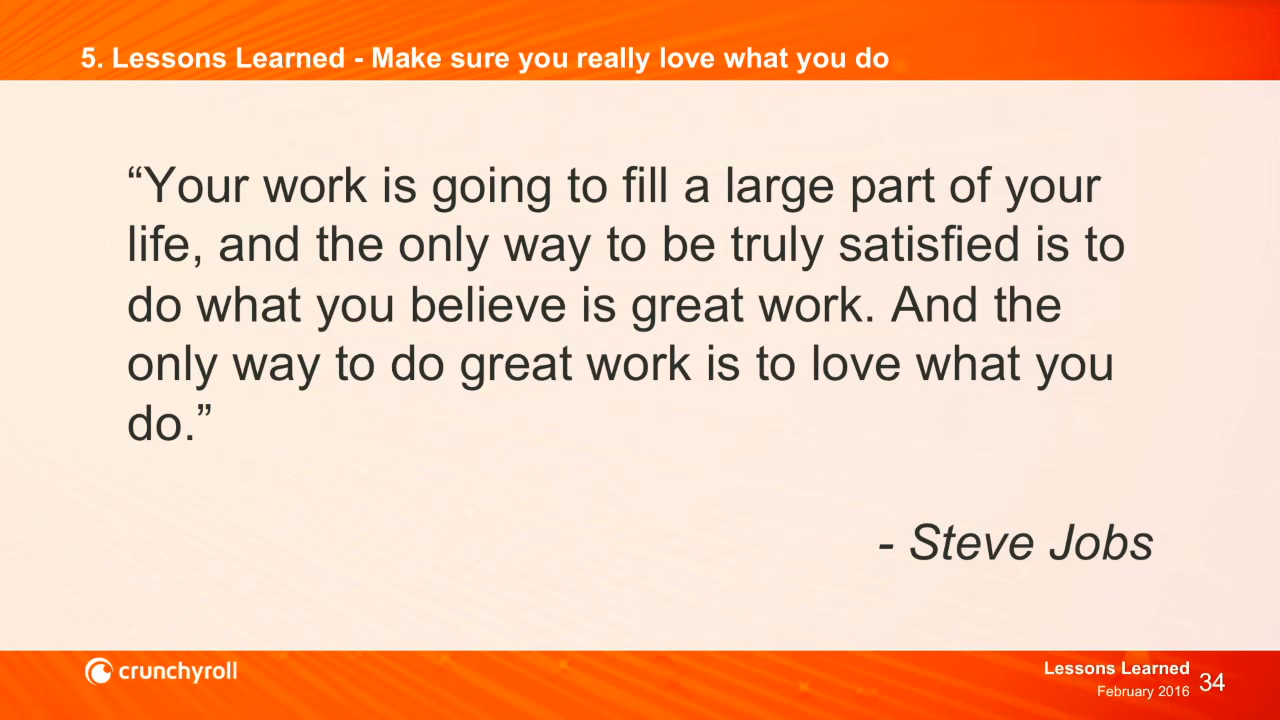 5. Lessons Learned - Make sure you really love what you do
“Your work is going to fill a large part of your
life, and the only way to be truly satisfied is to
do what you believe is great work. And the
only way to do great work is to love what you
do.”
- Steve Jobs
crunchyroll
Lessons Learned
February 2016
34